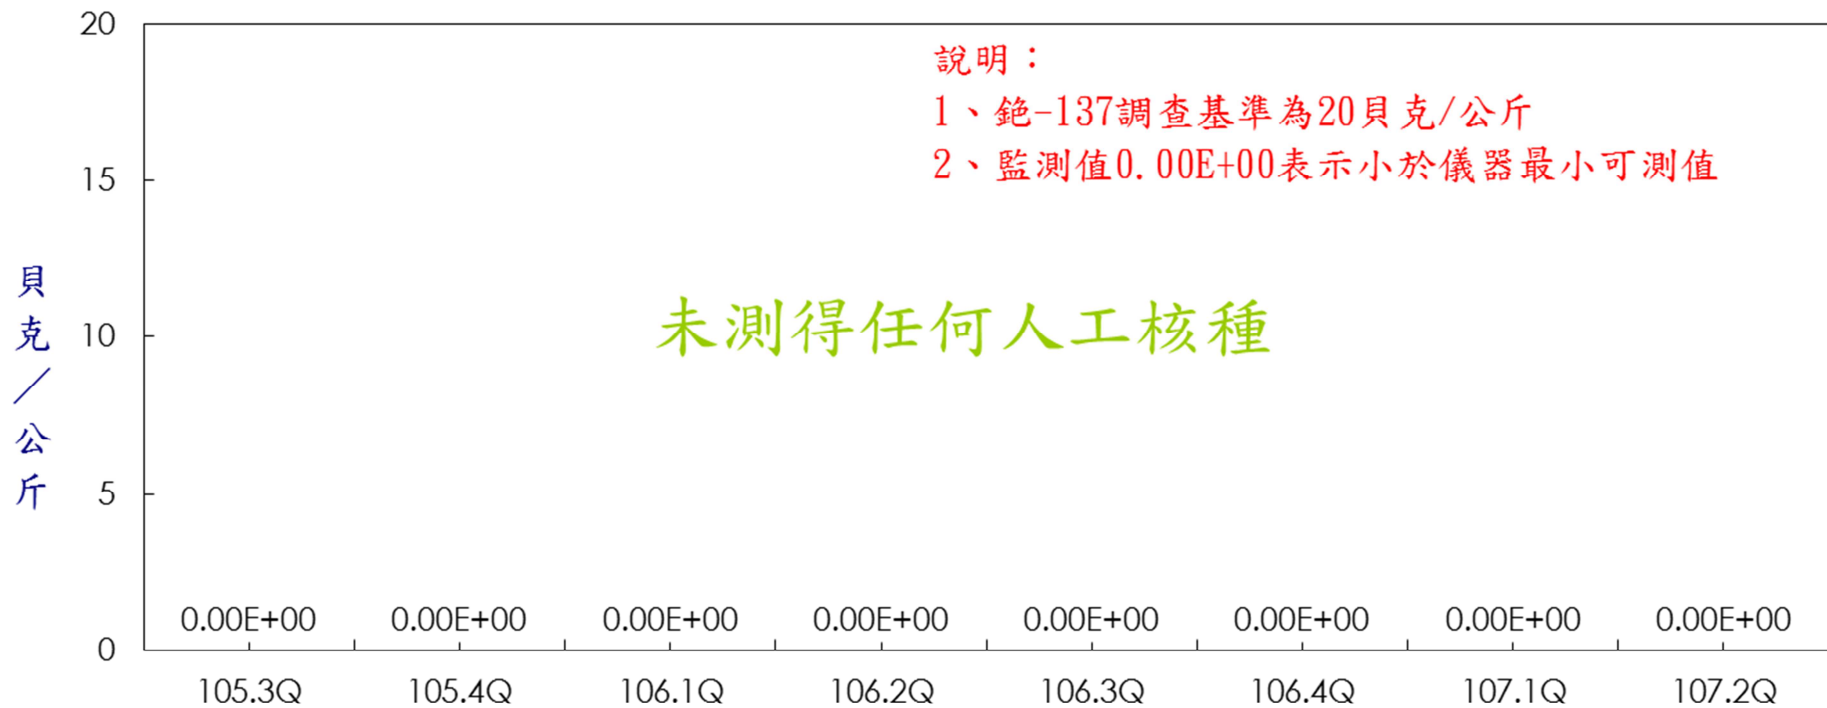 20
說明：
1、銫-137調查基準為20貝克/公斤
2、監測值0.00E+00表示小於儀器最小可測值
15
貝克／公斤
未測得任何人工核種
10
5
0.00E+00 0.00E+00 0.00E+00 0.00E+00 0.00E+00 0.00E+00 0.00E+00 0.00E+00
0
105.3Q 105.4Q 106.1Q 106.2Q 106.3Q 106.4Q 107.1Q 107.2Q